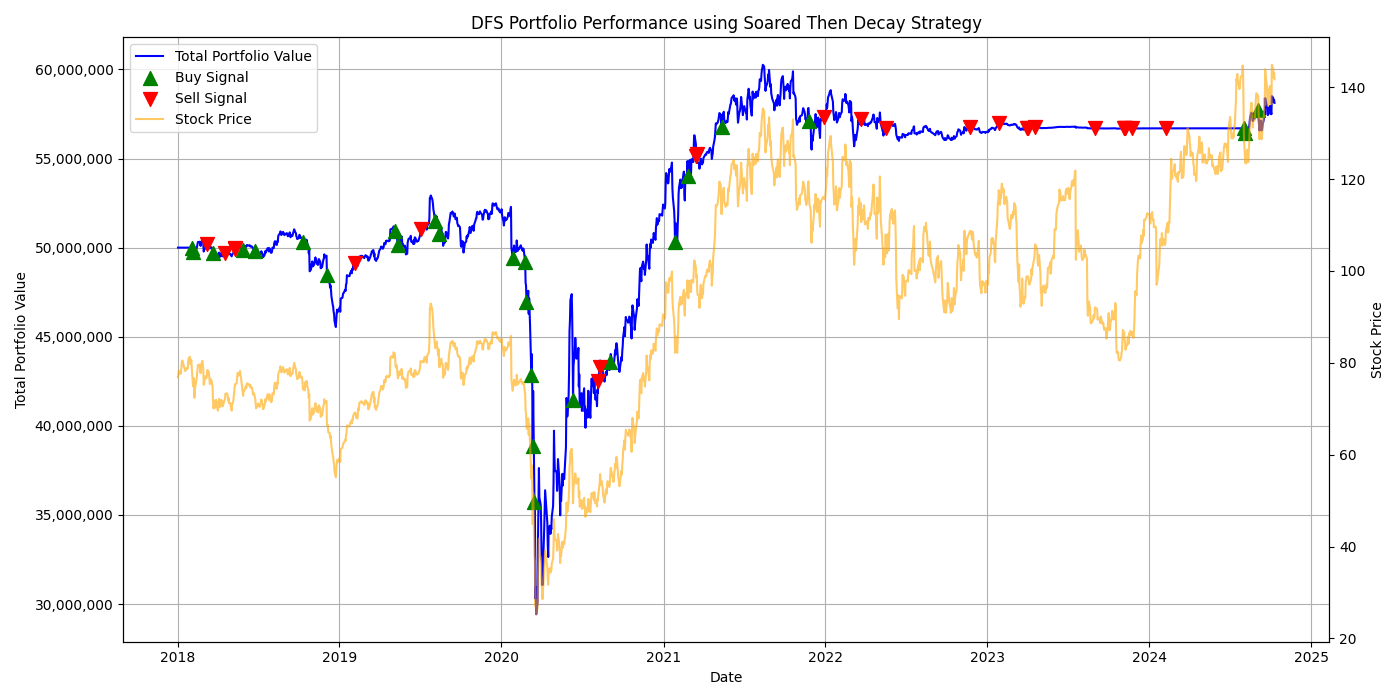 DFS Portfolio Performance using Soared Then Decay Strategy
Total Portfolio Value
Buy Signal
Sell Signal
Stock Price
60,000,000
55,000,000
50,000,000
45,000,000
40,000,000
35,000,000
30,000,000
Total Portfolio Value
140
120
100
80
60
40
20
Stock Price
2018
2019
2020
2021
2022
2023
2024
2025
Date